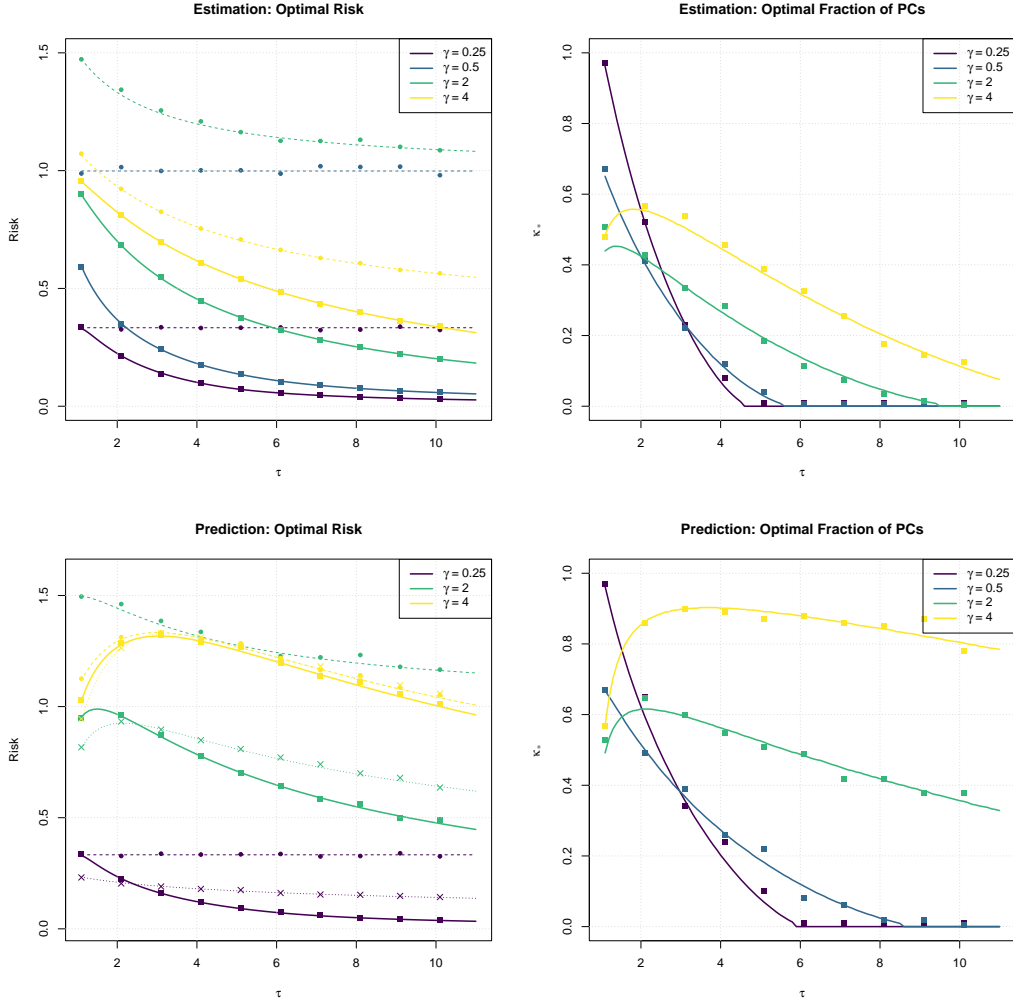 Estimation: Optimal Risk
Risk
0.0 0.5 1.0 1.5
γ = 0.25
γ = 0.5
γ = 2
γ = 4
2 4 6 8 10
τ
Estimation: Optimal Fraction of PCs
κ*
0.0 0.2 0.4 0.6 0.8 1.0
γ = 0.25
γ = 0.5
γ = 2
γ = 4
2 4 6 8 10
τ
Prediction: Optimal Risk
Risk
0.0 0.5 1.0 1.5
γ = 0.25
γ = 2
γ = 4
2 4 6 8 10
τ
Prediction: Optimal Fraction of PCs
κ*
0.0 0.2 0.4 0.6 0.8 1.0
γ = 0.25
γ = 0.5
γ = 2
γ = 4
2 4 6 8 10
τ